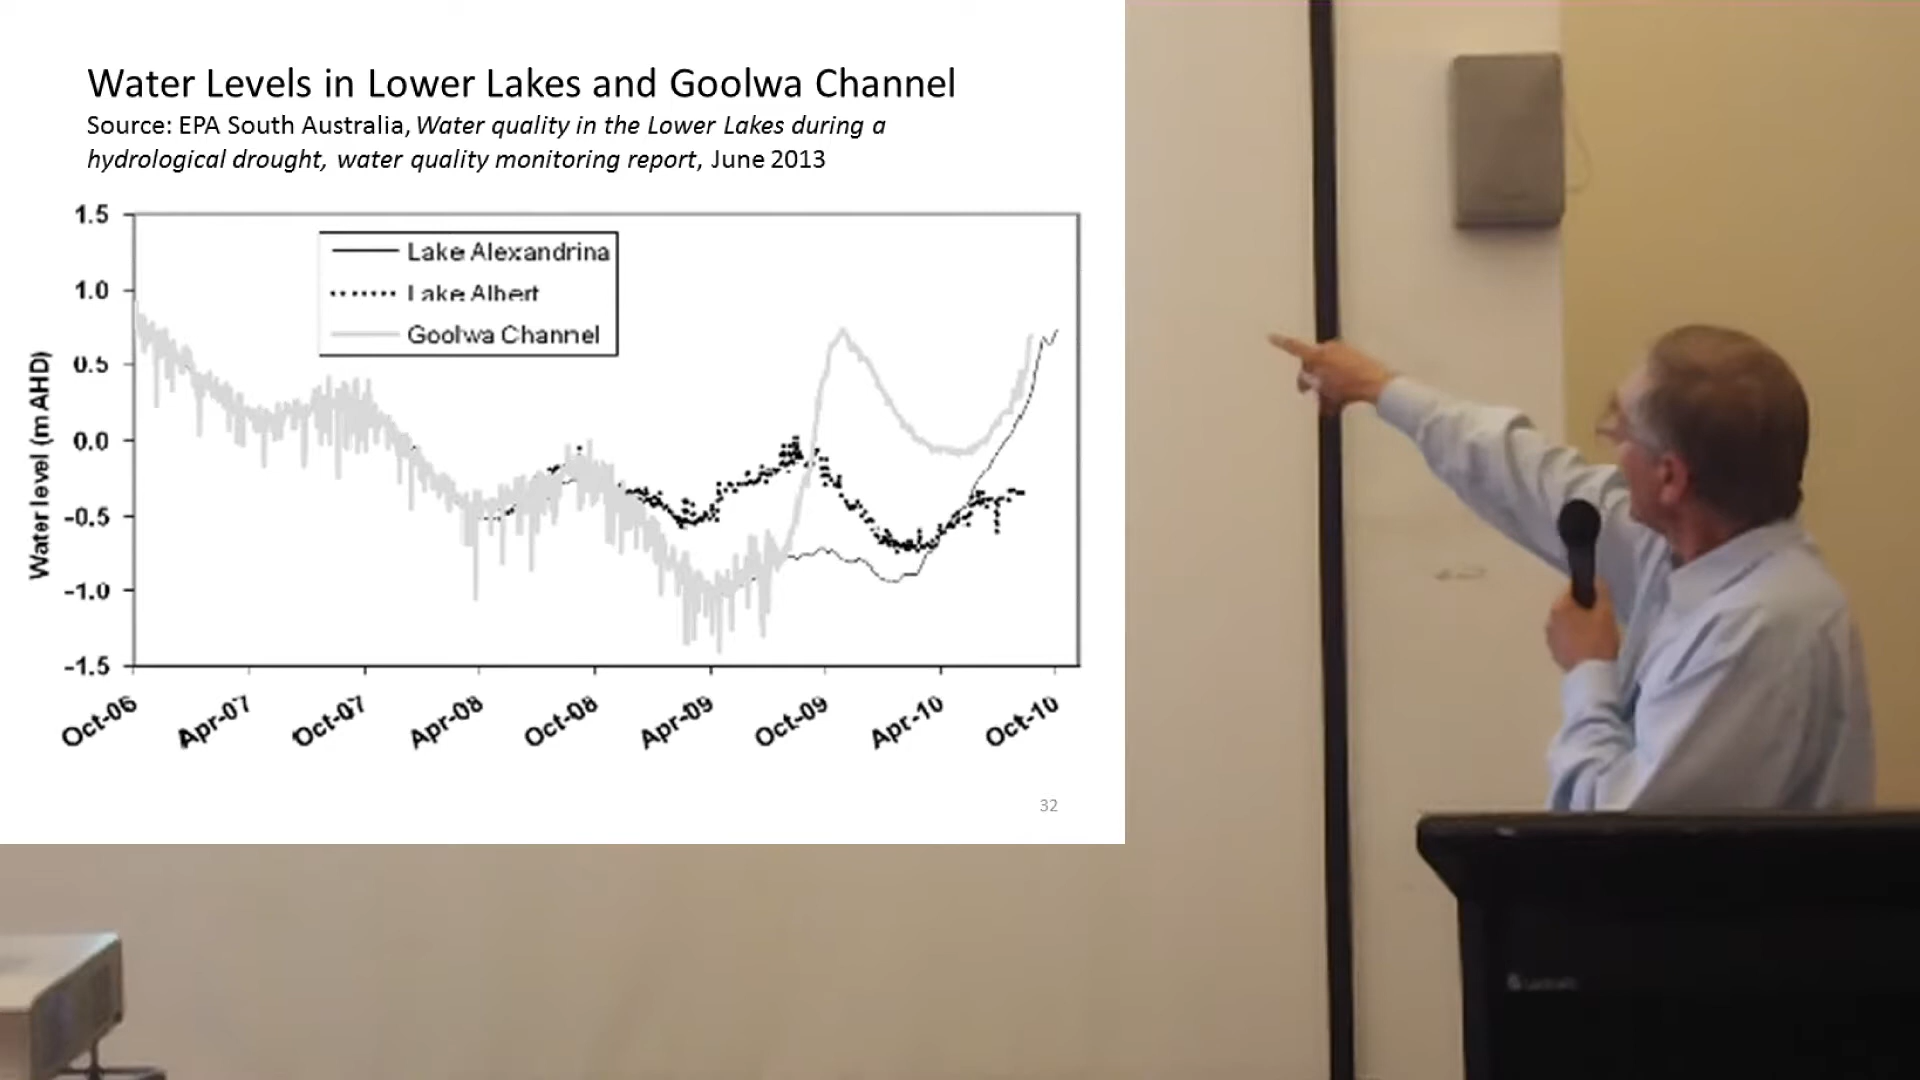 Water Levels in Lower Lakes and Goolwa Channel
Source: EPA South Australia, Water quality in the Lower Lakes during a
hydrological drought, water quality monitoring report, June 2013
1.5
1.0
0.5
0.0
-0.5
-1.0
-1.5
Water level (m AHD)
Lake Alexandrina
Lake Albert
Goolwa Channel
Oct-06
Apr-07
Oct-07
Apr-08
Oct-08
Apr-09
Oct-09
Apr-10
Oct-10
32